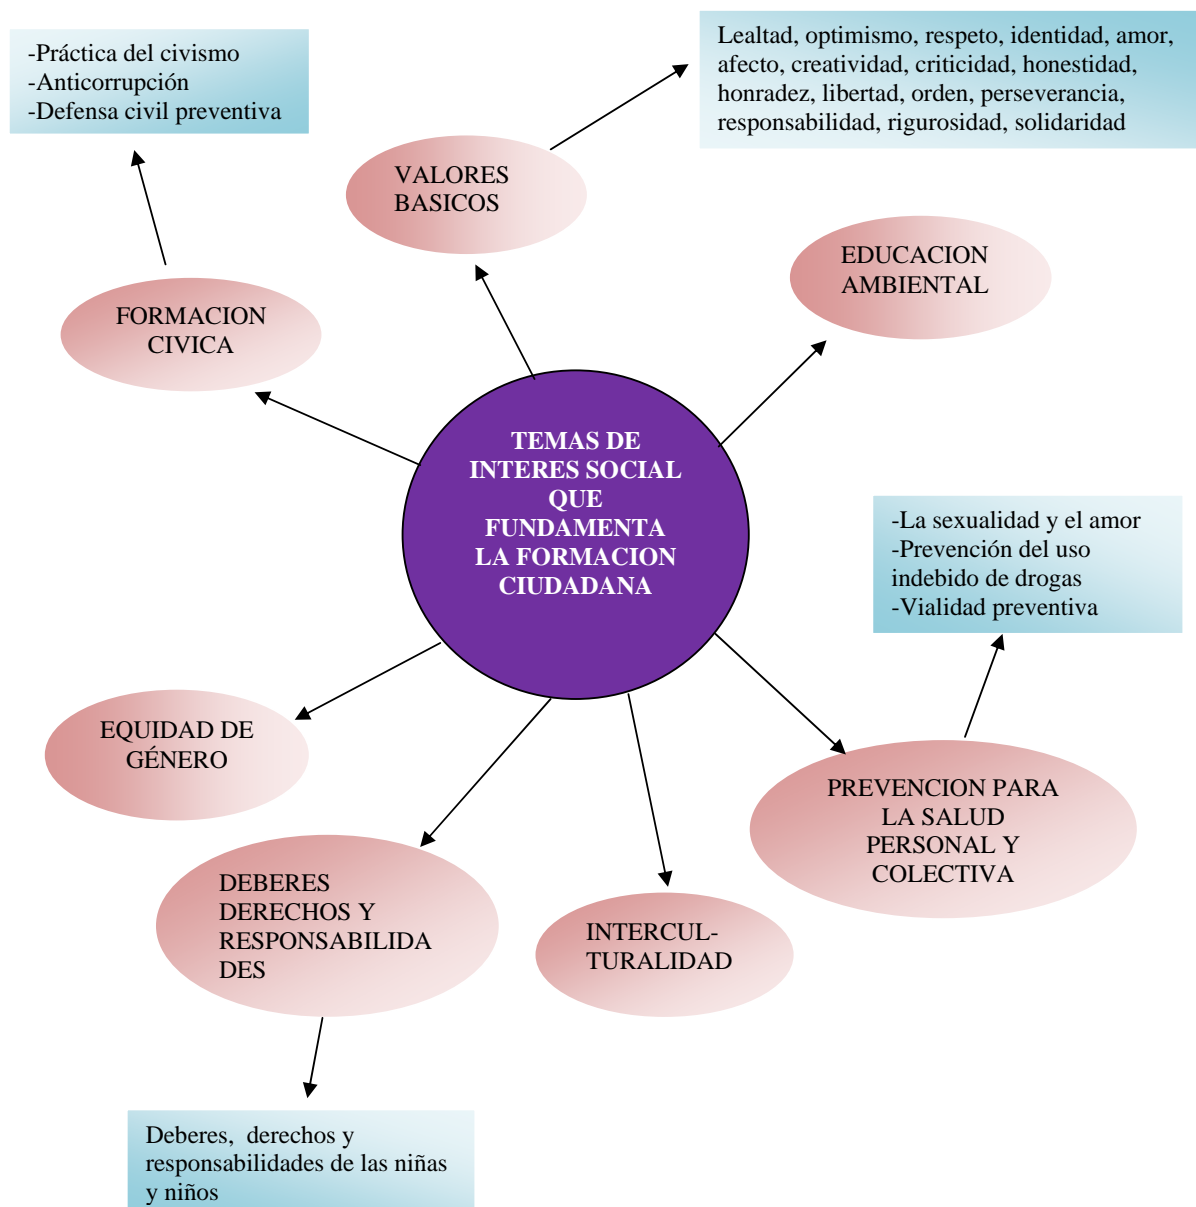 -Práctica del civismo
-Anticorrupción
-Defensa civil preventiva
Lealtad, optimismo, respeto, identidad, amor,
afecto, creatividad, criticidad, honestidad,
honradez, libertad, orden, perseverancia,
responsabilidad, rigurosidad, solidaridad
VALORES
BASICOS
EDUCACION
AMBIENTAL
FORMACION
CIVICA
TEMAS DE
INTERES SOCIAL
QUE
FUNDAMENTA
LA FORMACION
CIUDADANA
-La sexualidad y el amor
-Prevención del uso
indebido de drogas
-Vialidad preventiva
EQUIDAD DE
GÉNERO
PREVENCION PARA
LA SALUD
PERSONAL Y
COLECTIVA
DEBERES
DERECHOS Y
RESPONSABILIDA
DES
INTERCUL-
TURALIDAD
Deberes, derechos y
responsabilidades de las niñas
y niños